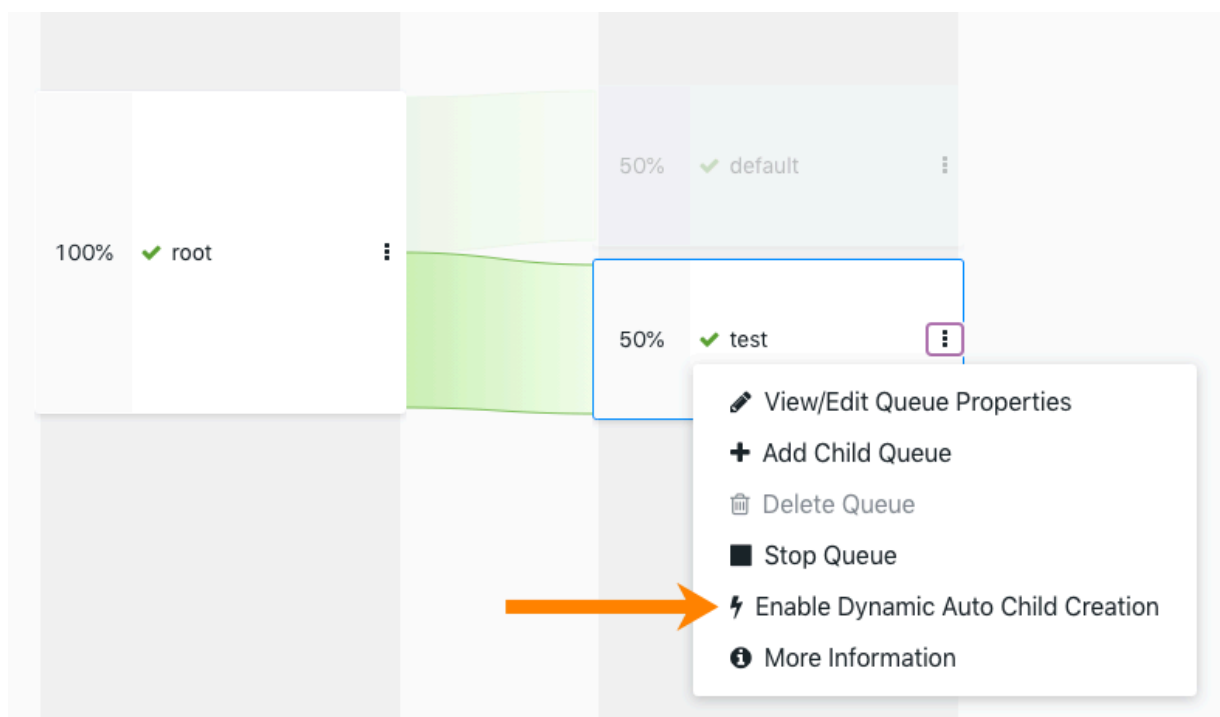 50%
default
100%
root
50%
test
View/Edit Queue Properties
Add Child Queue
Delete Queue
Stop Queue
Enable Dynamic Auto Child Creation
More Information